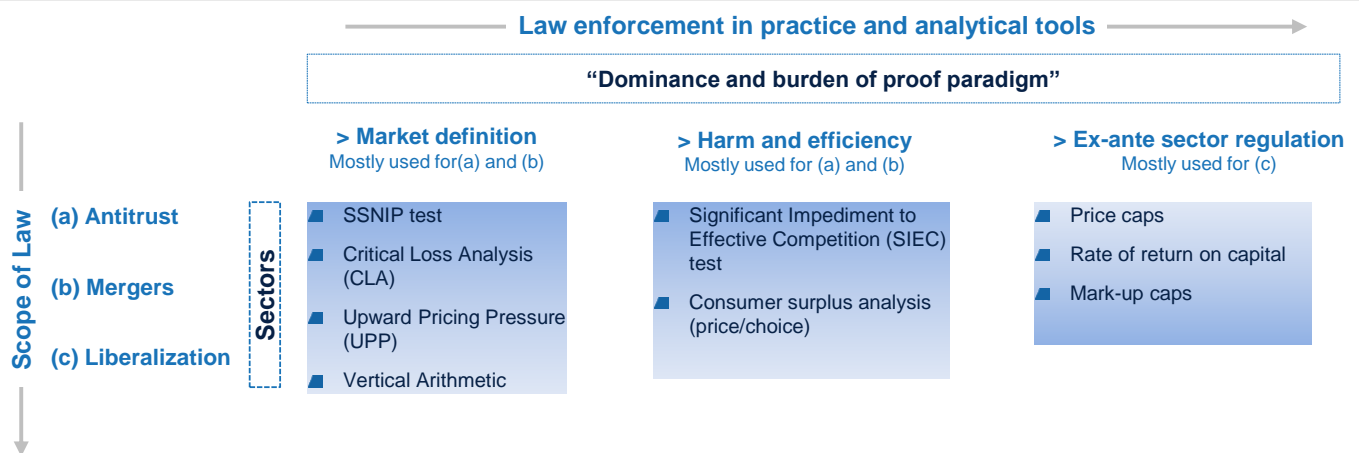 Law enforcement in practice and analytical tools
“Dominance and burden of proof paradigm”
Scope of Law
(a) Antitrust
(b) Mergers
(c) Liberalization
Sectors
> Market definition
Mostly used for(a) and (b)
SSNIP test
Critical Loss Analysis
(CLA)
Upward Pricing Pressure
(UPP)
Vertical Arithmetic
> Harm and efficiency
Mostly used for (a) and (b)
Significant Impediment to
Effective Competition (SIEC)
test
Consumer surplus analysis
(price/choice)
> Ex-ante sector regulation
Mostly used for (c)
Price caps
Rate of return on capital
Mark-up caps